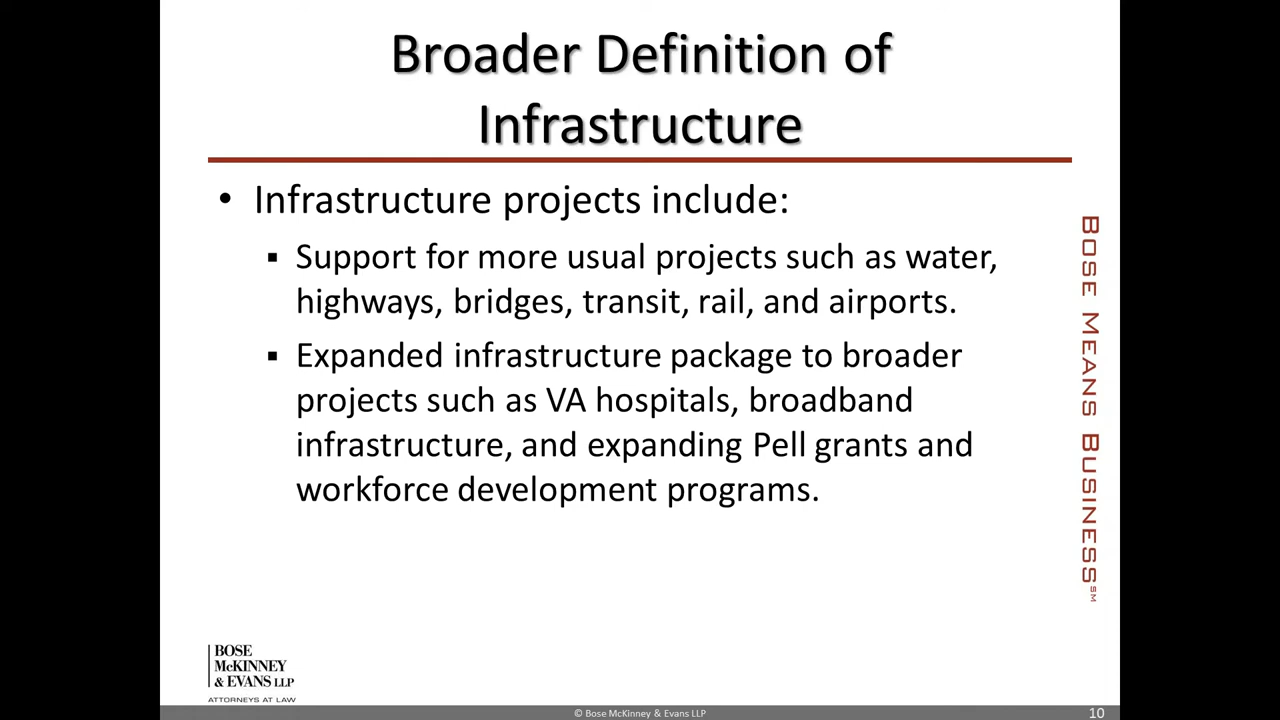 Broader Definition of
Infrastructure
• Infrastructure projects include:
▪ Support for more usual projects such as water,
highways, bridges, transit, rail, and airports.
▪ Expanded infrastructure package to broader
projects such as VA hospitals, broadband
infrastructure, and expanding Pell grants and
workforce development programs.
BOSE MEANS BUSINESS℠
BOSE
McKINNEY
& EVANS LLP
ATTORNEYS AT LAW
© Bose McKinney & Evans LLP
10